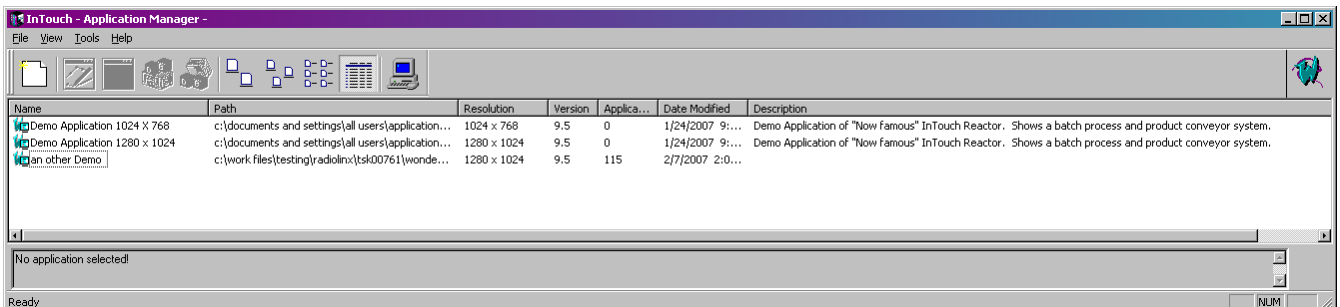 InTouch - Application Manager -
File View Tools Help
Name Path Resolution Version Applica... Date Modified Description
Demo Application 1024 X 768 c:\documents and settings\all users\application... 1024 x 768 9.5 0 1/24/2007 9:... Demo Application of "Now famous" InTouch Reactor. Shows a batch process and product conveyor system.
Demo Application 1280 x 1024 c:\documents and settings\all users\application... 1280 x 1024 9.5 0 1/24/2007 9:... Demo Application of "Now famous" InTouch Reactor. Shows a batch process and product conveyor system.
an other Demo c:\work files\testing\radiolinx\tsk00761\wonde... 1280 x 1024 9.5 115 2/7/2007 2:0...
No application selected!
Ready NUM